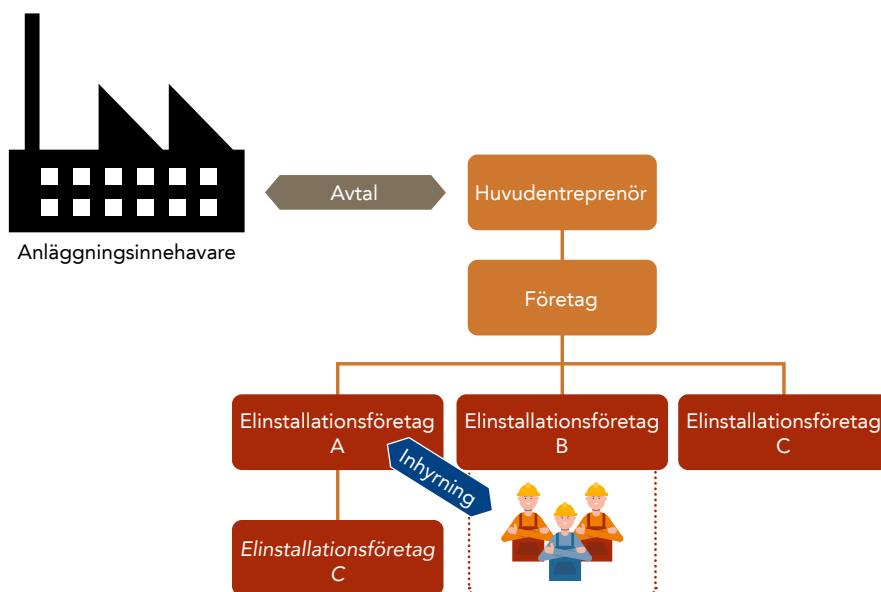 Avtal
Huvudentreprenör
Anläggningsinnehavare
Företag
Elinstallationsföretag
A
Elinstallationsföretag
B
Elinstallationsföretag
C
Inhyrning
Elinstallationsföretag
C